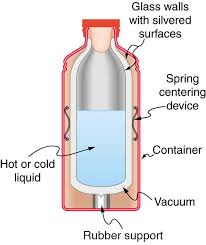 Glass walls
with silvered
surfaces
Spring
centering
device
Hot or cold
liquid
Container
Vacuum
Rubber support